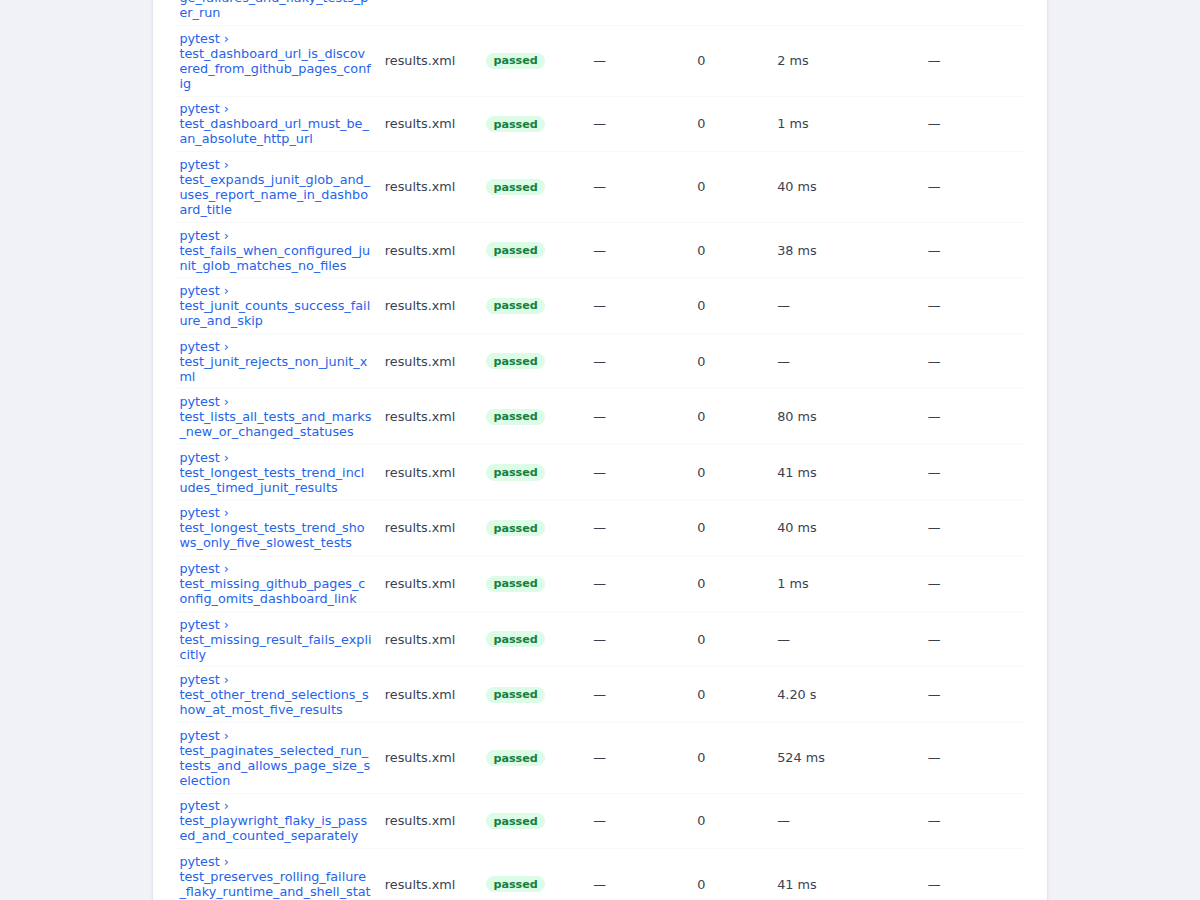 ge_failures_and_flaky_tests_p
er_run
pytest ›
test_dashboard_url_is_discov
ered_from_github_pages_conf
ig
results.xml passed — 0 2 ms —
pytest ›
test_dashboard_url_must_be_
an_absolute_http_url
results.xml passed — 0 1 ms —
pytest ›
test_expands_junit_glob_and_
uses_report_name_in_dashbo
ard_title
results.xml passed — 0 40 ms —
pytest ›
test_fails_when_configured_ju
nit_glob_matches_no_files
results.xml passed — 0 38 ms —
pytest ›
test_junit_counts_success_fail
ure_and_skip
results.xml passed — 0 — —
pytest ›
test_junit_rejects_non_junit_x
ml
results.xml passed — 0 — —
pytest ›
test_lists_all_tests_and_marks
_new_or_changed_statuses
results.xml passed — 0 80 ms —
pytest ›
test_longest_tests_trend_incl
udes_timed_junit_results
results.xml passed — 0 41 ms —
pytest ›
test_longest_tests_trend_sho
ws_only_five_slowest_tests
results.xml passed — 0 40 ms —
pytest ›
test_missing_github_pages_c
onfig_omits_dashboard_link
results.xml passed — 0 1 ms —
pytest ›
test_missing_result_fails_expli
citly
results.xml passed — 0 — —
pytest ›
test_other_trend_selections_s
how_at_most_five_results
results.xml passed — 0 4.20 s —
pytest ›
test_paginates_selected_run_
tests_and_allows_page_size_s
election
results.xml passed — 0 524 ms —
pytest ›
test_playwright_flaky_is_pass
ed_and_counted_separately
results.xml passed — 0 — —
pytest ›
test_preserves_rolling_failure
_flaky_runtime_and_shell_stat
results.xml passed — 0 41 ms —